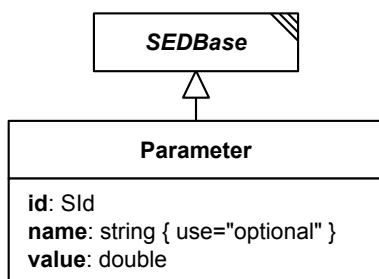 SEDBase
Parameter
id: SId
name: string { use="optional" }
value: double